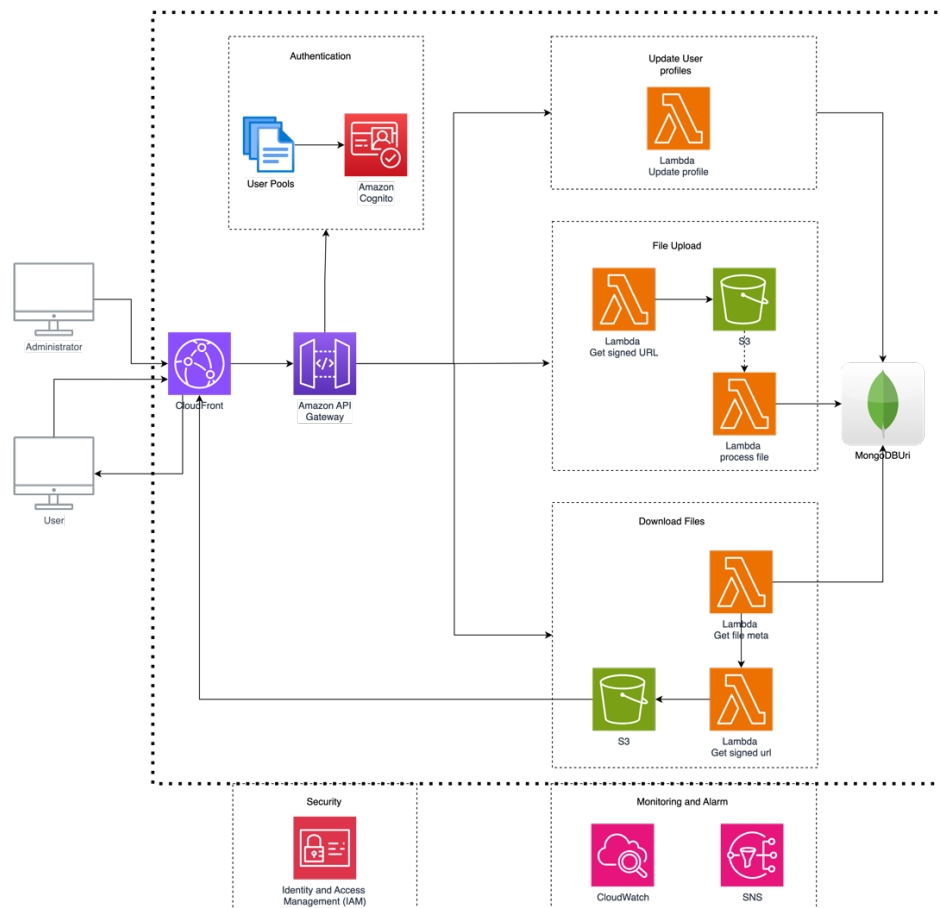 Authentication
User Pools
Amazon
Cognito
Update User
profiles
Lambda
Update profile
File Upload
Lambda
Get signed URL
S3
Lambda
process file
Administrator
CloudFront
Amazon API
Gateway
User
MongoDBUri
Download Files
Lambda
Get file meta
S3
Lambda
Get signed url
Security
Identity and Access
Management (IAM)
Monitoring and Alarm
CloudWatch
SNS